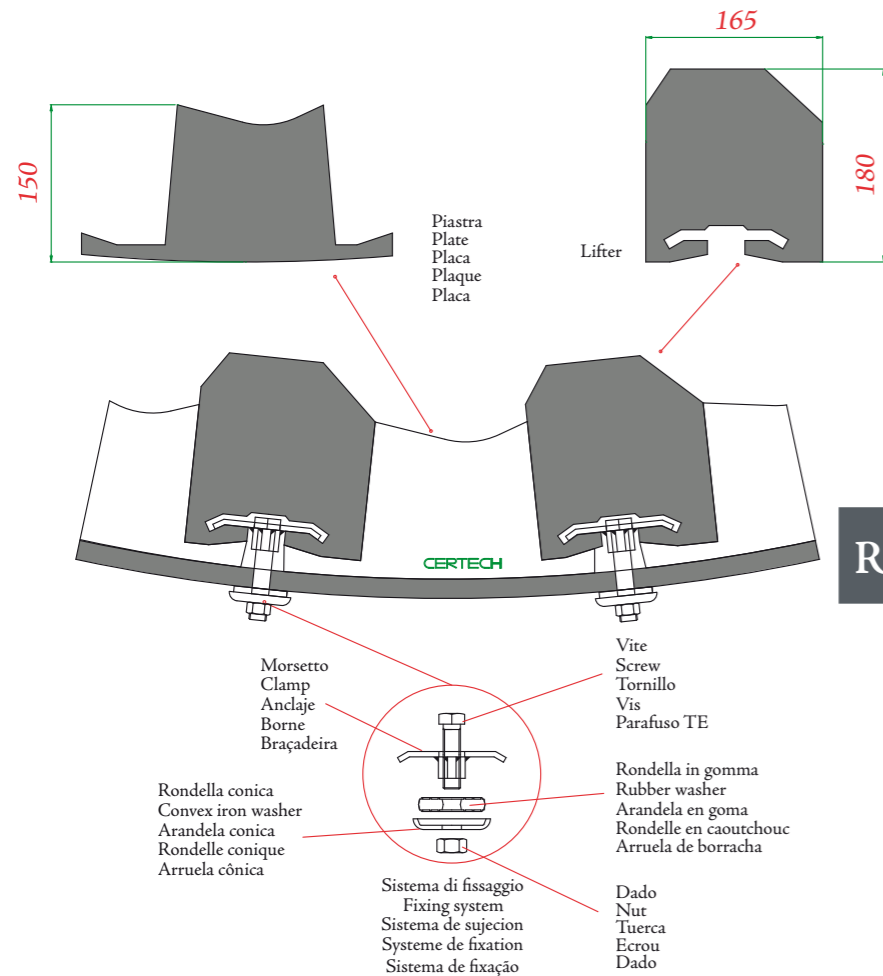 165
150
180
Piastra
Plate
Placa
Plaque
Placa
Lifter
CERTECH
R
Morsetto
Clamp
Anclaje
Borne
Braçadeira
Vite
Screw
Tornillo
Vis
Parafuso TE
Rondella conica
Convex iron washer
Arandela conica
Rondelle conique
Arruela cônica
Rondella in gomma
Rubber washer
Arandela en goma
Rondelle en caoutchouc
Arruela de borracha
Sistema di fissaggio
Fixing system
Sistema de sujecion
Systeme de fixation
Sistema de fixação
Dado
Nut
Tuerca
Ecrou
Dado